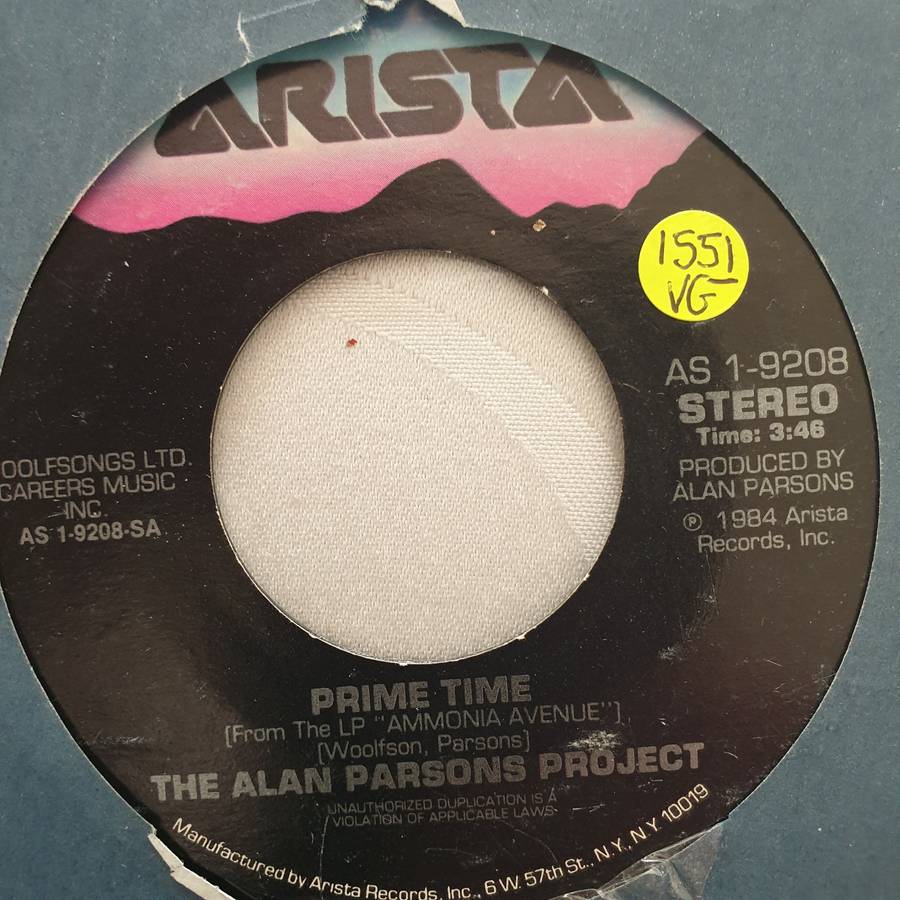 ARISTA
1551
VG-
AS 1-9208
STEREO
Time: 3:46
PRODUCED BY
ALAN PARSONS
℗ 1984 Arista
Records, Inc.
OOLFSONGS LTD.
CAREERS MUSIC
INC.
AS 1-9208-SA
PRIME TIME
[From The LP "AMMONIA AVENUE"]
[Woolfson, Parsons]
THE ALAN PARSONS PROJECT
UNAUTHORIZED DUPLICATION IS A
VIOLATION OF APPLICABLE LAWS
Manufactured by Arista Records, Inc., 6 W. 57th St., N.Y., N.Y. 10019